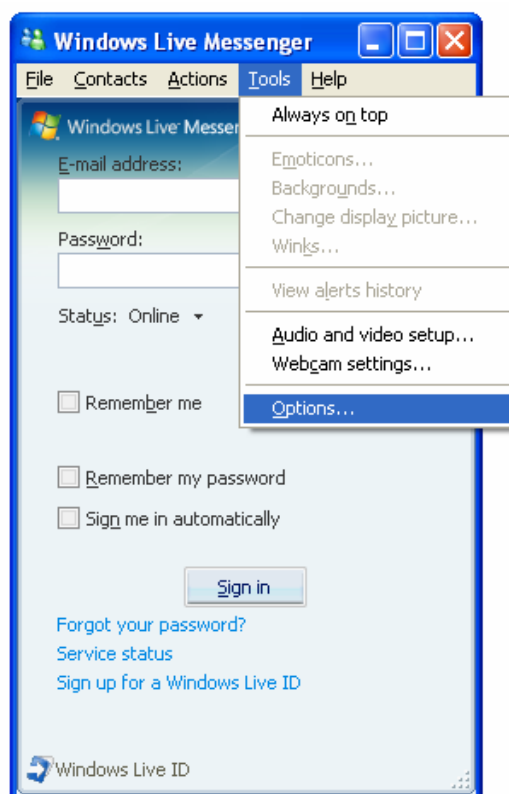 Windows Live Messenger
File Contacts Actions Tools Help
Windows Live Messen
Always on top
E-mail address:
Emoticons...
Backgrounds...
Change display picture...
Winks...
Password:
View alerts history
Status: Online
Audio and video setup...
Webcam settings...
Options...
Remember me
Remember my password
Sign me in automatically
Sign in
Forgot your password?
Service status
Sign up for a Windows Live ID
Windows Live ID